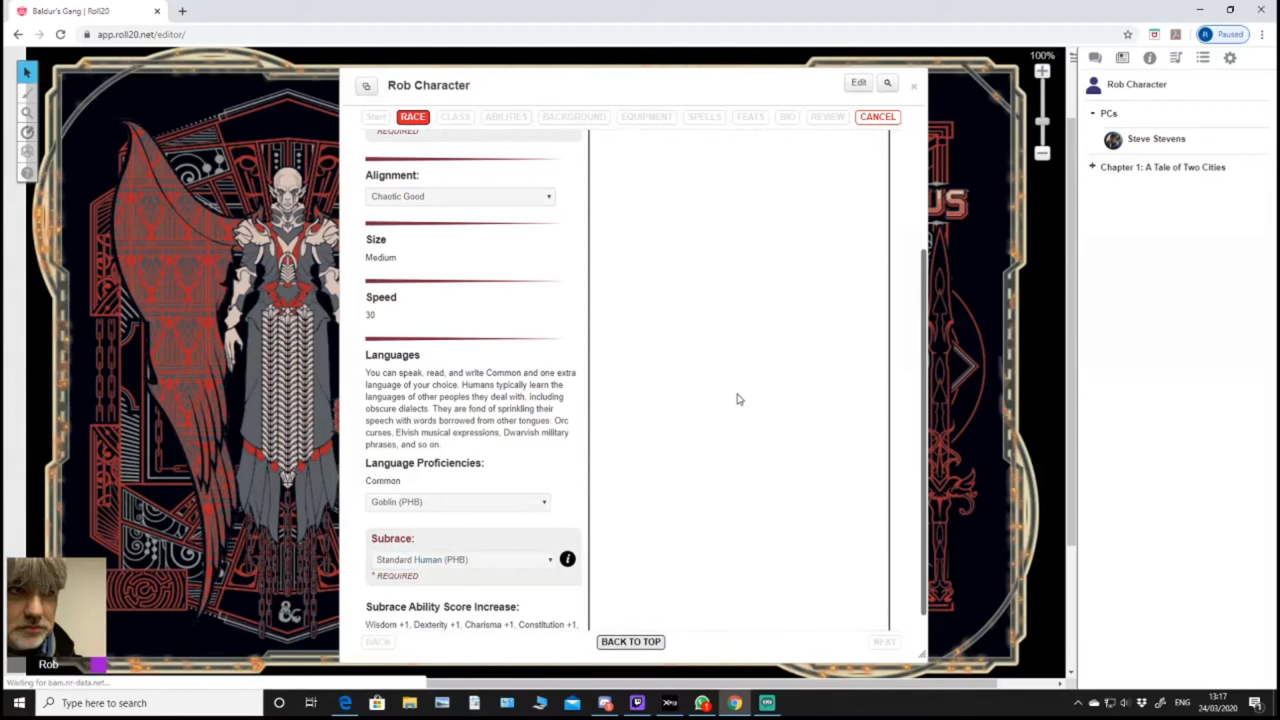 Baldur's Gang | Roll20
app.roll20.net/editor/
R Paused
100%
Rob Character
Edit
Start RACE CLASS ABILITIES BACKGROUND EQUIPMENT SPELLS FEATS BIO REVIEW CANCEL
REQUIRED
Alignment:
Chaotic Good
Size
Medium
Speed
30
Languages
You can speak, read, and write Common and one extra
language of your choice. Humans typically learn the
languages of other peoples they deal with, including
obscure dialects. They are fond of sprinkling their
speech with words borrowed from other tongues: Orc
curses, Elvish musical expressions, Dwarvish military
phrases, and so on.
Language Proficiencies:
Common
Goblin (PHB)
Subrace:
Standard Human (PHB)
* REQUIRED
Subrace Ability Score Increase:
Wisdom +1, Dexterity +1, Charisma +1, Constitution +1,
BACK
BACK TO TOP
NEXT
Rob Character
PCs
Steve Stevens
Chapter 1: A Tale of Two Cities
US
Rob
Waiting for bam.nr-data.net...
Type here to search
ENG
13:17
24/03/2020